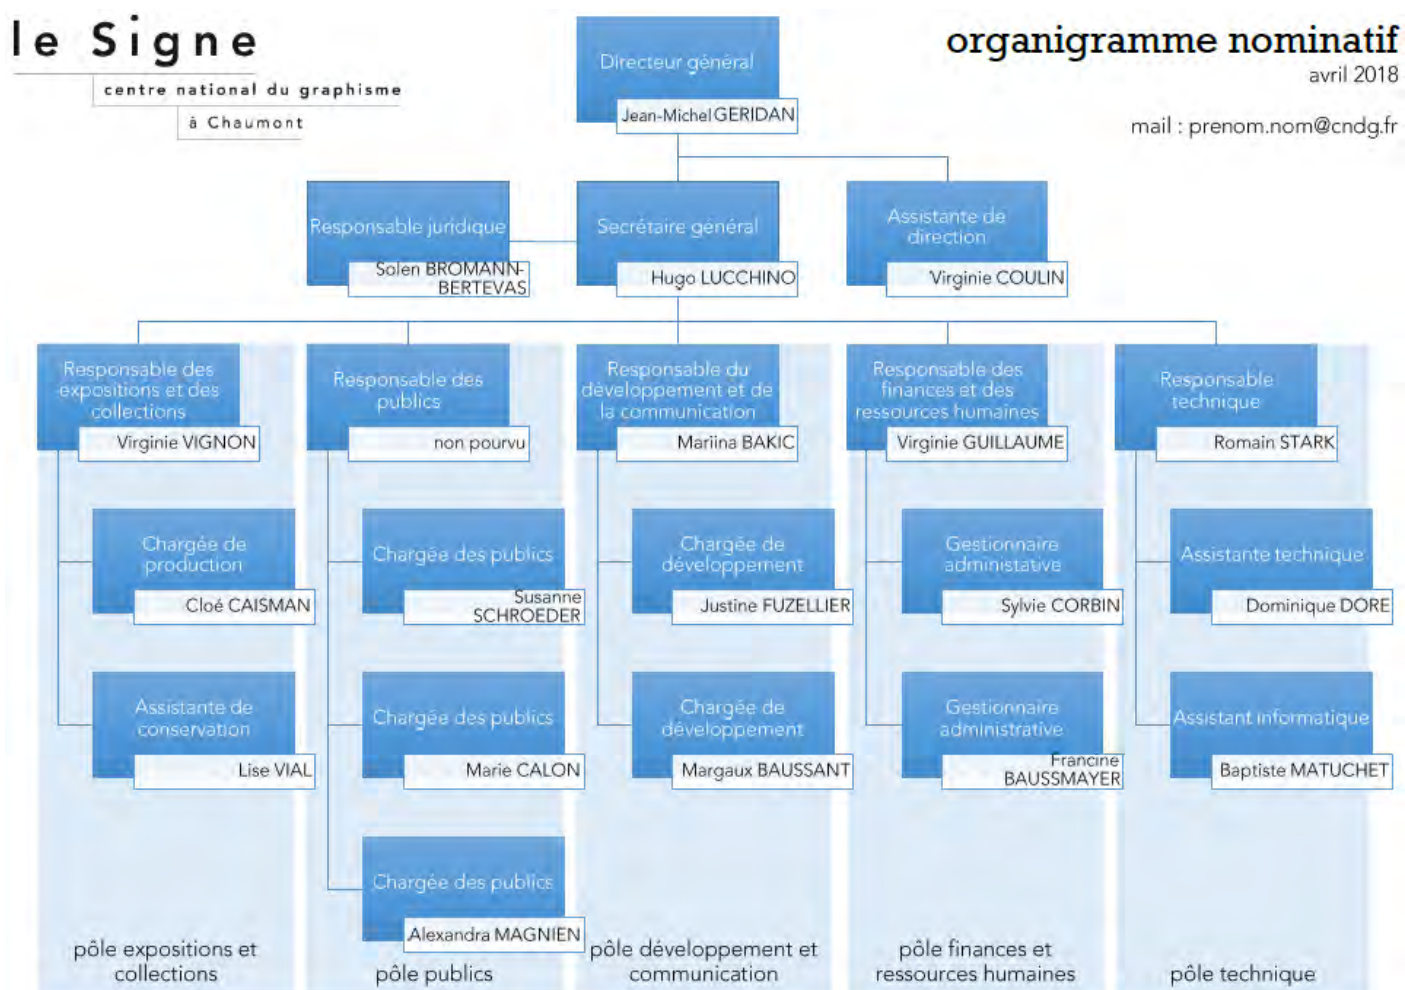 le Signe
centre national du graphisme
à Chaumont
organigramme nominatif
avril 2018
mail : prenom.nom@cndg.fr
Directeur général
Jean-Michel GERIDAN
Responsable juridique
Solen BROMANN-
BERTEVAS
Secrétaire général
Hugo LUCCHINO
Assistante de
direction
Virginie COULIN
Responsable des
expositions et des
collections
Virginie VIGNON
Chargée de
production
Cloé CAISMAN
Assistante de
conservation
Lise VIAL
pôle expositions et
collections
Responsable des
publics
non pourvu
Chargée des publics
Susanne
SCHROEDER
Chargée des publics
Marie CALON
Chargée des publics
Alexandra MAGNIEN
pôle publics
Responsable du
développement et de
la communication
Mariina BAKIC
Chargée de
développement
Justine FUZELLIER
Chargée de
développement
Margaux BAUSSANT
pôle développement et
communication
Responsable des
finances et des
ressources humaines
Virginie GUILLAUME
Gestionnaire
administative
Sylvie CORBIN
Gestionnaire
administrative
Francine
BAUSSMAYER
pôle finances et
ressources humaines
Responsable
technique
Romain STARK
Assistante technique
Dominique DORE
Assistant informatique
Baptiste MATUCHET
pôle technique